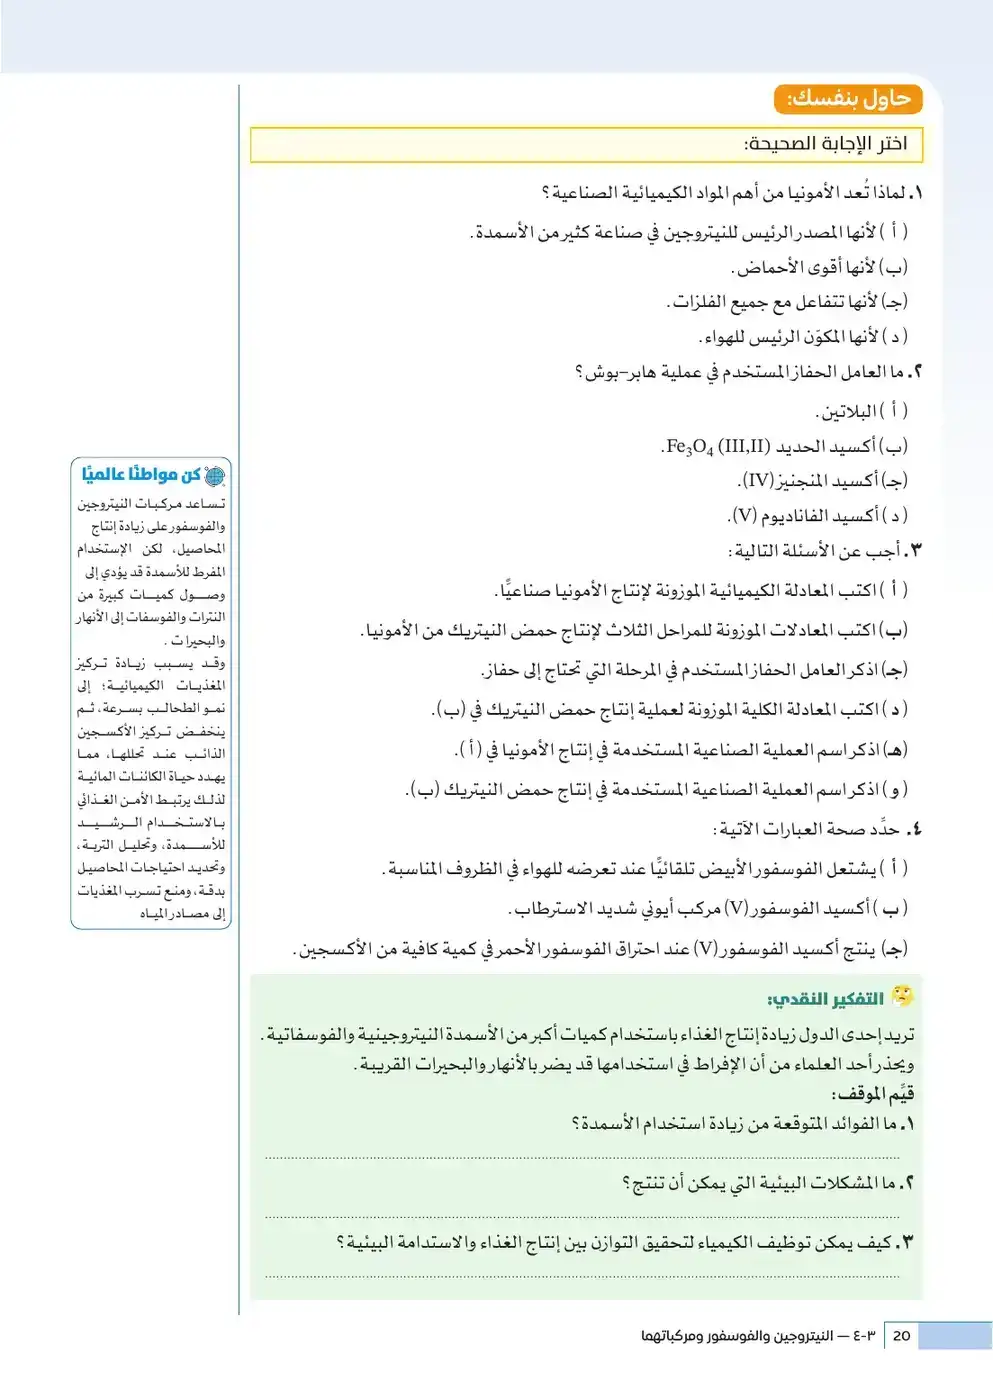 حاول بنفسك:
اختر الإجابة الصحيحة:
١. لماذا تُعد الأمونيا من أهم المواد الكيميائية الصناعية؟
( أ ) لأنها المصدر الرئيس للنيتروجين في صناعة كثير من الأسمدة.
(ب) لأنها أقوى الأحماض.
(جـ) لأنها تتفاعل مع جميع الفلزات.
( د ) لأنها المكوّن الرئيس للهواء.
٢. ما العامل الحفاز المستخدم في عملية هابر–بوش؟
( أ ) البلاتين.
(ب) أكسيد الحديد Fe₃O₄ (III,II).
(جـ) أكسيد المنجنيز (IV).
( د ) أكسيد الفاناديوم (V).
٣. أجب عن الأسئلة التالية:
( أ ) اكتب المعادلة الكيميائية الموزونة لإنتاج الأمونيا صناعيًّا.
(ب) اكتب المعادلات الموزونة للمراحل الثلاث لإنتاج حمض النيتريك من الأمونيا.
(جـ) اذكر العامل الحفاز المستخدم في المرحلة التي تحتاج إلى حفاز.
( د ) اكتب المعادلة الكلية الموزونة لعملية إنتاج حمض النيتريك في (ب).
(هـ) اذكر اسم العملية الصناعية المستخدمة في إنتاج الأمونيا في ( أ ).
( و ) اذكر اسم العملية الصناعية المستخدمة في إنتاج حمض النيتريك (ب).
٤. حدِّد صحة العبارات الآتية:
( أ ) يشتعل الفوسفور الأبيض تلقائيًّا عند تعرضه للهواء في الظروف المناسبة.
( ب ) أكسيد الفوسفور (V) مركب أيوني شديد الاسترطاب.
(جـ) ينتج أكسيد الفوسفور (V) عند احتراق الفوسفور الأحمر في كمية كافية من الأكسجين.
كن مواطنًا عالميًا
تساعد مركبات النيتروجين
والفوسفور على زيادة إنتاج
المحاصيل، لكن الإستخدام
المفرط للأسمدة قد يؤدي إلى
وصول كميات كبيرة من
النترات والفوسفات إلى الأنهار
والبحيرات .
وقد يسبب زيادة تركيز
المغذيات الكيميائية؛ إلى
نمو الطحالب بسرعة، ثم
ينخفض تركيز الأكسجين
الذائب عند تحللها، مما
يهدد حياة الكائنات المائية
لذلك يرتبط الأمن الغذائي
بالاستخدام الرشيد
للأسمدة، وتحليل التربة،
وتحديد احتياجات المحاصيل
بدقة، ومنع تسرب المغذيات
إلى مصادر المياه
التفكير النقدي:
تريد إحدى الدول زيادة إنتاج الغذاء باستخدام كميات أكبر من الأسمدة النيتروجينية والفوسفاتية.
ويحذر أحد العلماء من أن الإفراط في استخدامها قد يضر بالأنهار والبحيرات القريبة.
قيِّم الموقف:
١. ما الفوائد المتوقعة من زيادة استخدام الأسمدة؟
٢. ما المشكلات البيئية التي يمكن أن تنتج؟
٣. كيف يمكن توظيف الكيمياء لتحقيق التوازن بين إنتاج الغذاء والاستدامة البيئية؟
20 ٣-٤ — النيتروجين والفوسفور ومركباتهما